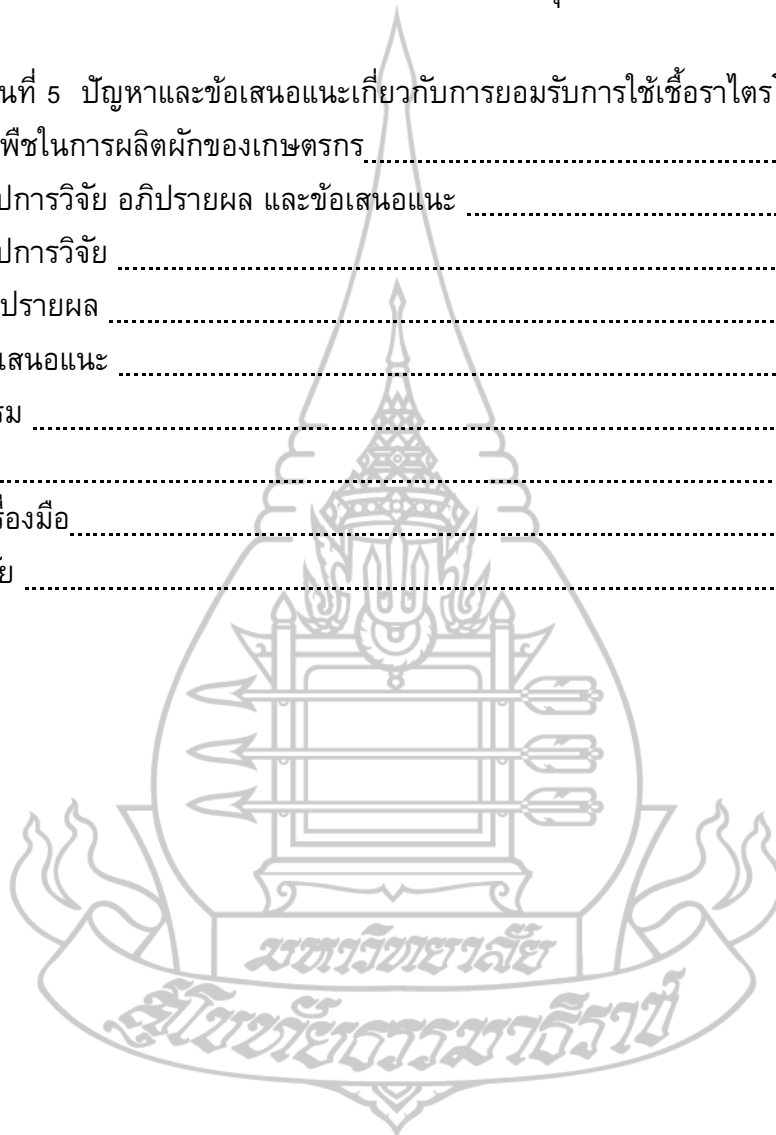 นที่ 5 ปัญหาและข้อเสนอแนะเกี่ยวกับการยอมรับการใช้เชื้อราไตรโ
พืชในการผลิตผักของเกษตรกร
ปการวิจัย อภิปรายผล และข้อเสนอแนะ
ปการวิจัย
ปรายผล
เสนอแนะ
รม
รื่องมือ
ัย
มหาวิทยาลัย
สุโขทัยธรรมาธิราช